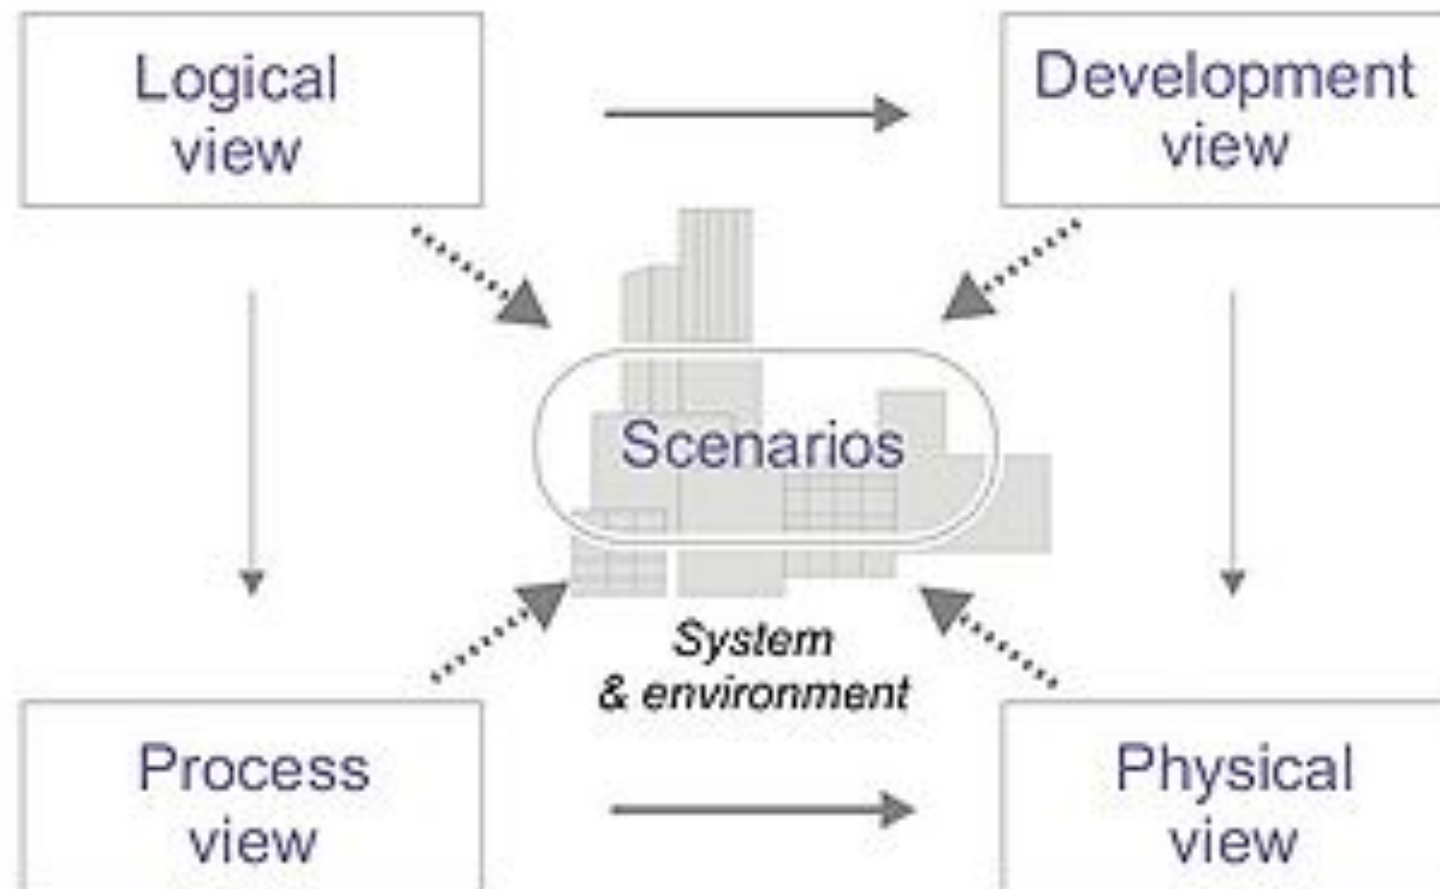 Logical
view
Development
view
Scenarios
System
& environment
Process
view
Physical
view